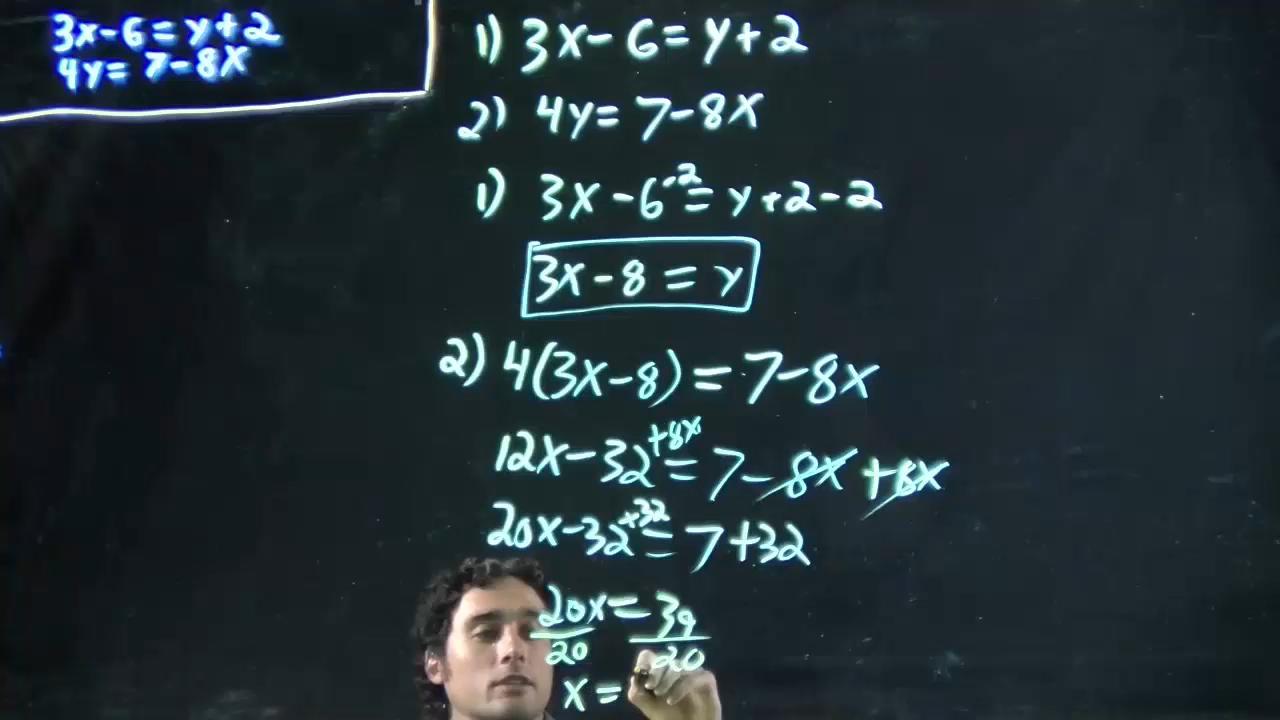 3x-6=y+2
4y=7-8x
1) 3x-6=y+2
2) 4y=7-8x
1) 3x-6-2=y+2-2
3x-8=y
2) 4(3x-8)=7-8x
12x-32+8x=7-8x+8x
20x-32+32=7+32
20x=39
20 20
x=